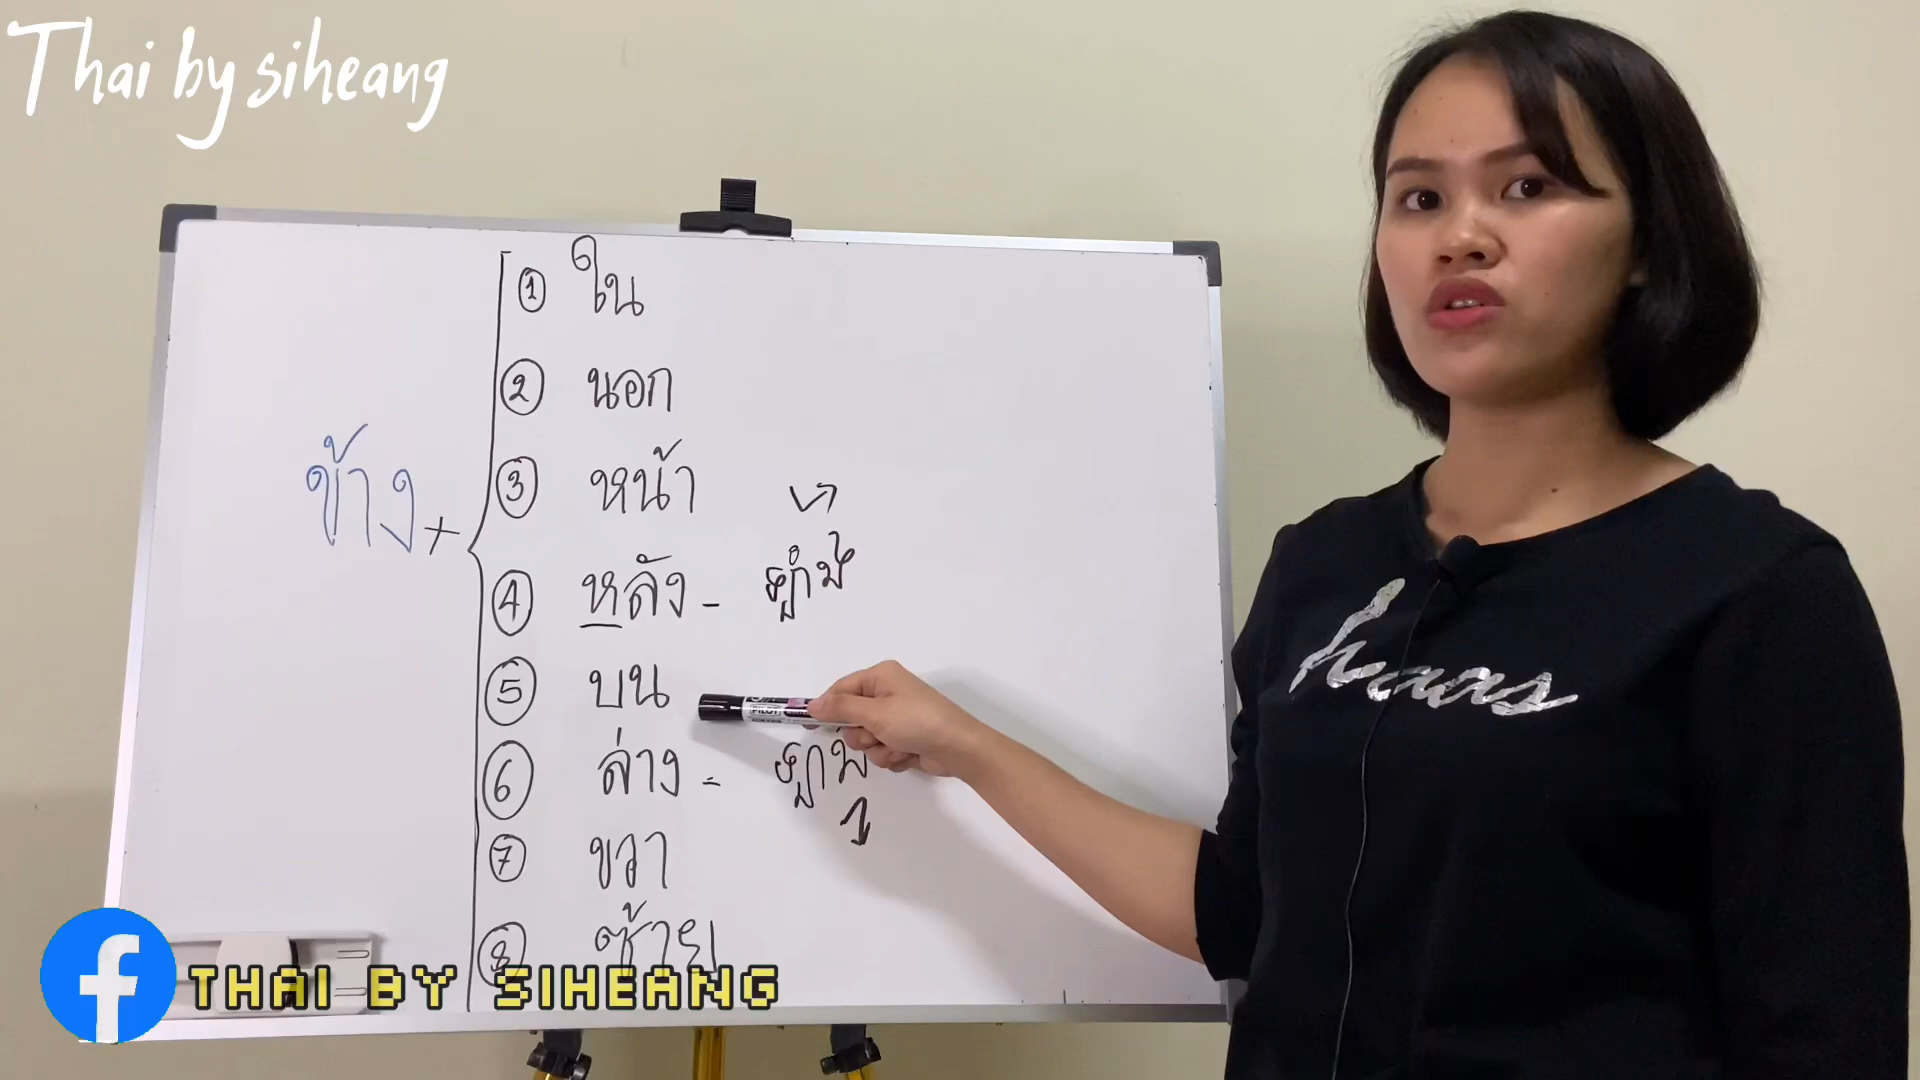 Thai by siheang
ข้าง +
① ใน
② นอก
③ หน้า
④ หลัง -
⑤ บน
⑥ ล่าง =
⑦ ขวา
⑧ ซ้าย
PILOT
haars
THAI BY SIHEANG